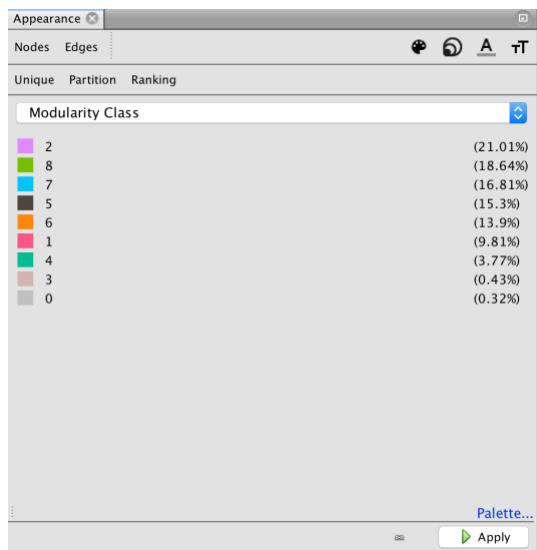 Appearance
Nodes Edges A TT
Unique Partition Ranking
Modularity Class
2 (21.01%)
8 (18.64%)
7 (16.81%)
5 (15.3%)
6 (13.9%)
1 (9.81%)
4 (3.77%)
3 (0.43%)
0 (0.32%)
Palette...
Apply